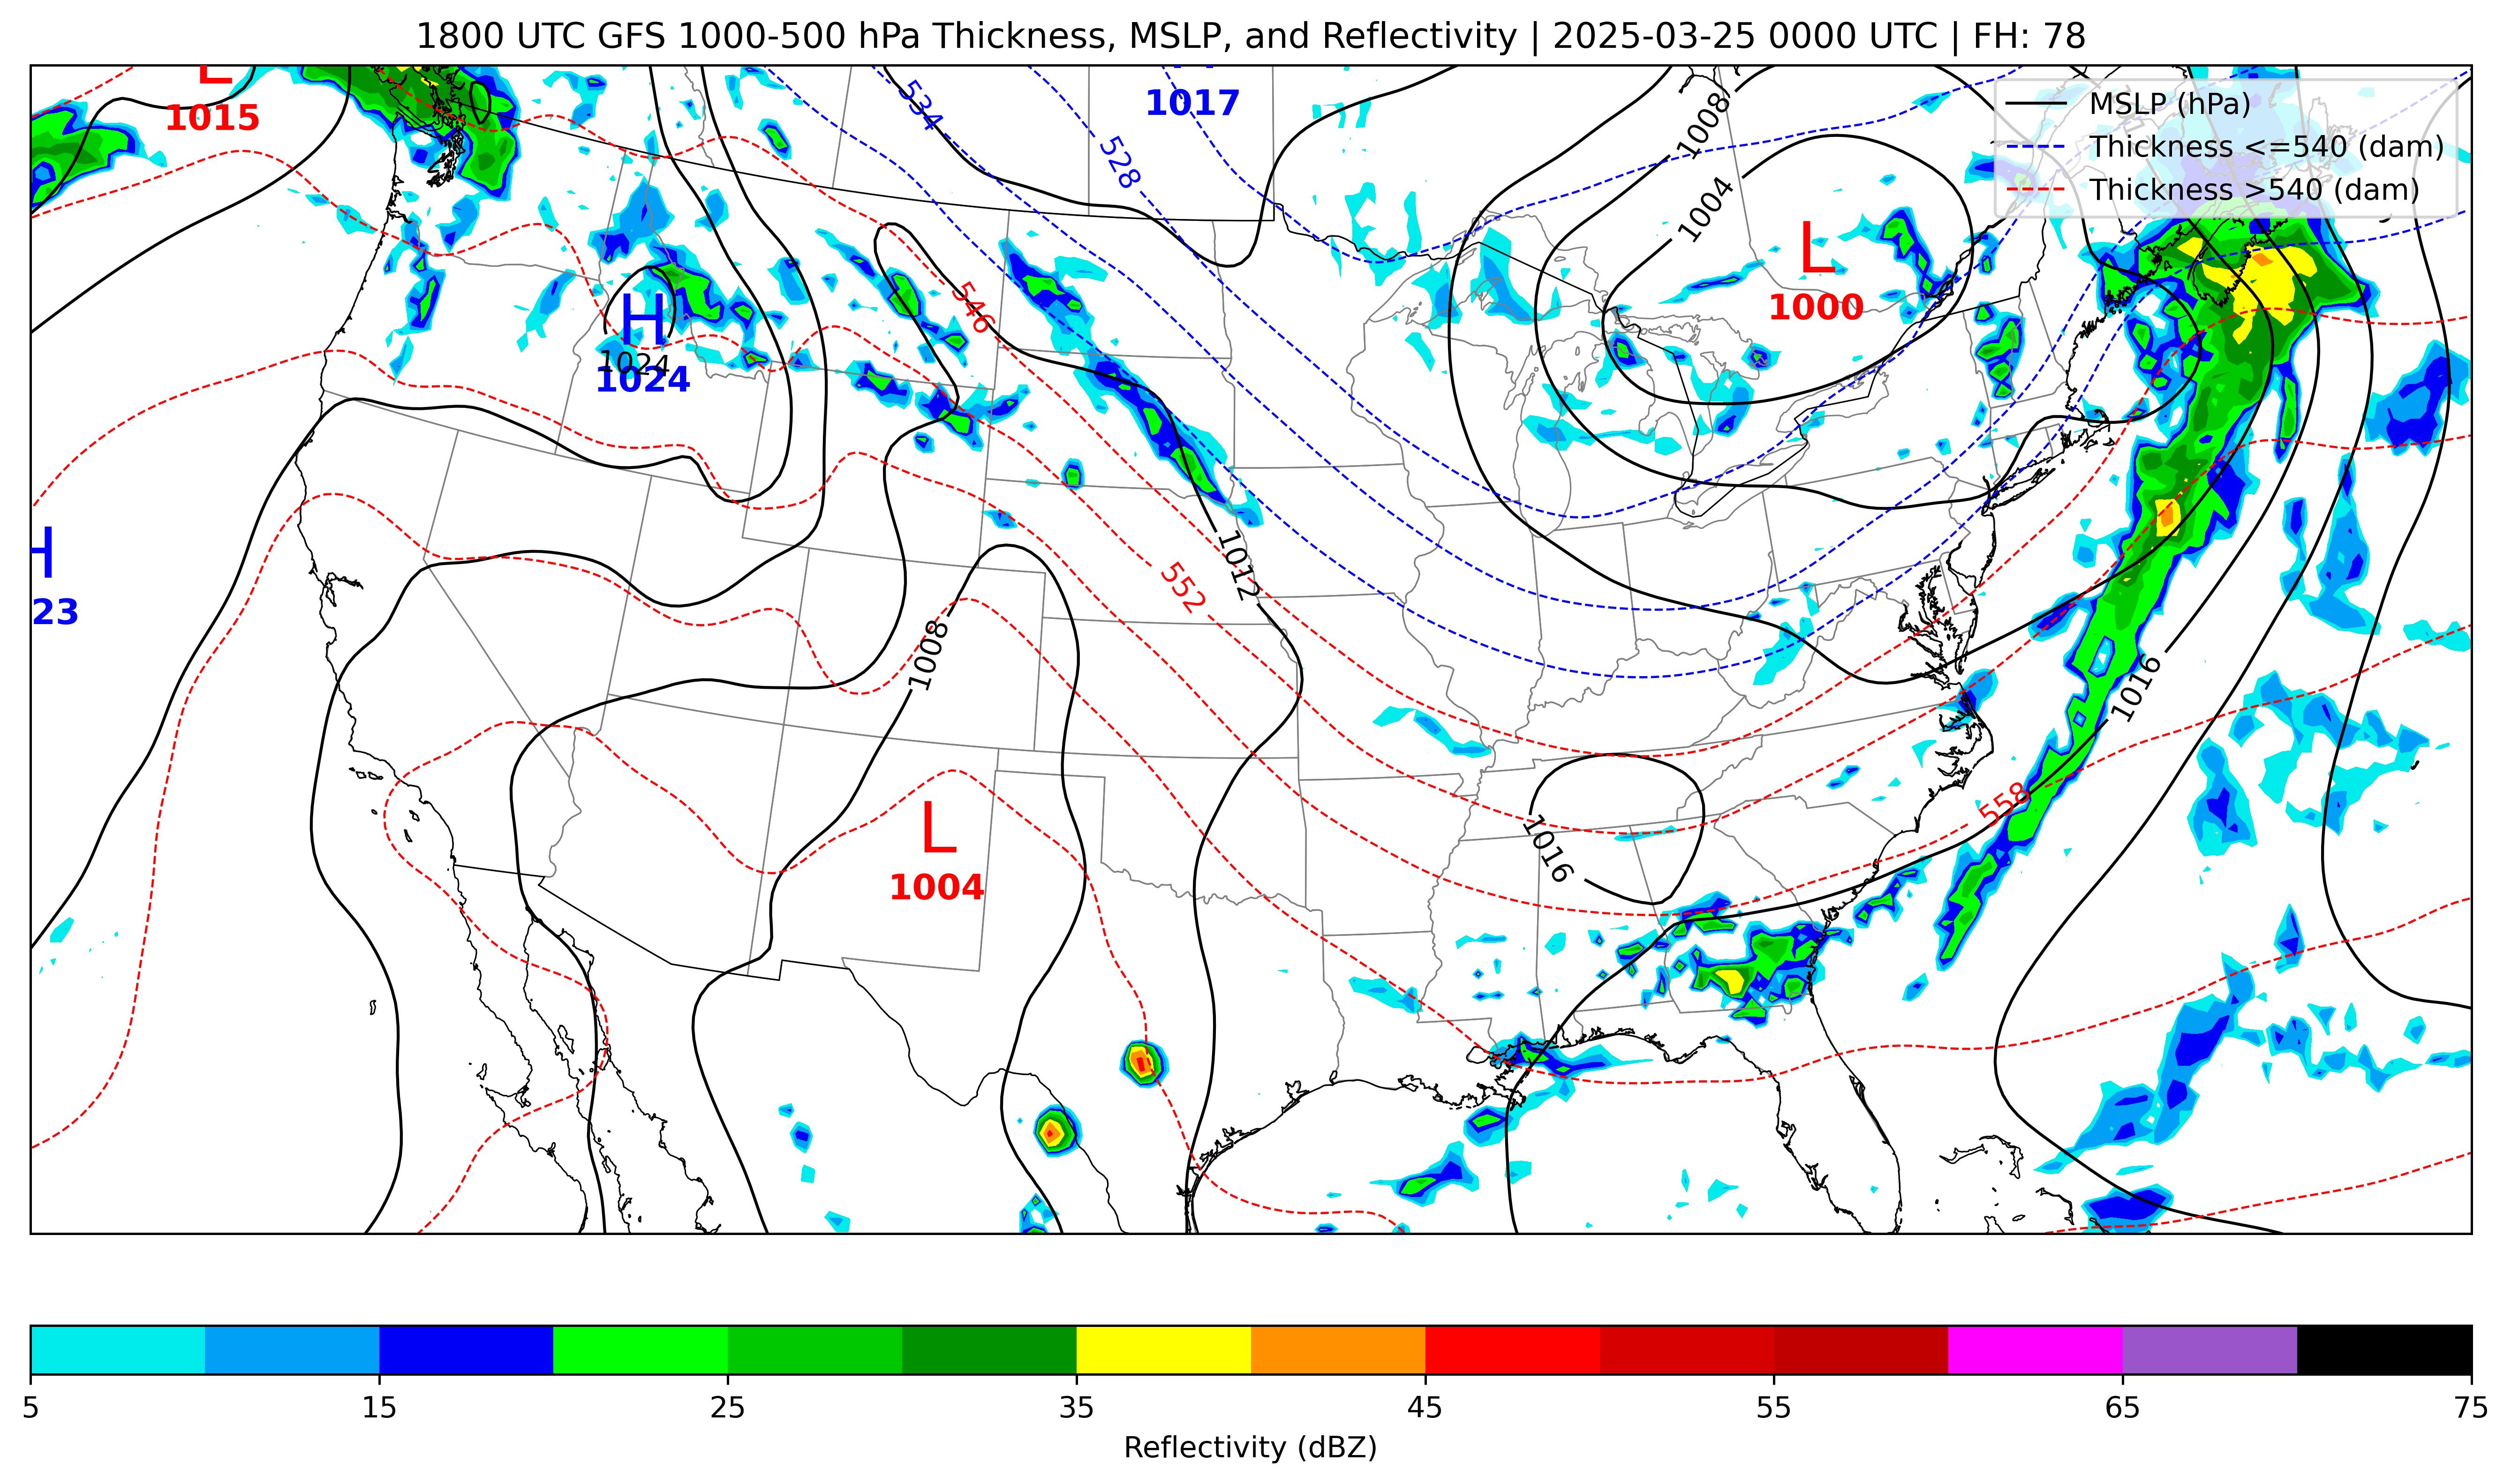 1800 UTC GFS 1000-500 hPa Thickness, MSLP, and Reflectivity | 2025-03-25 0000 UTC | FH: 78
L
1015
1017
534
528
1008
1004
MSLP (hPa)
Thickness <=540 (dam)
Thickness >540 (dam)
L
1000
H
1024
1024
546
H
23
552
1012
1008
1016
558
L
1004
1016
5 15 25 35 45 55 65 75
Reflectivity (dBZ)